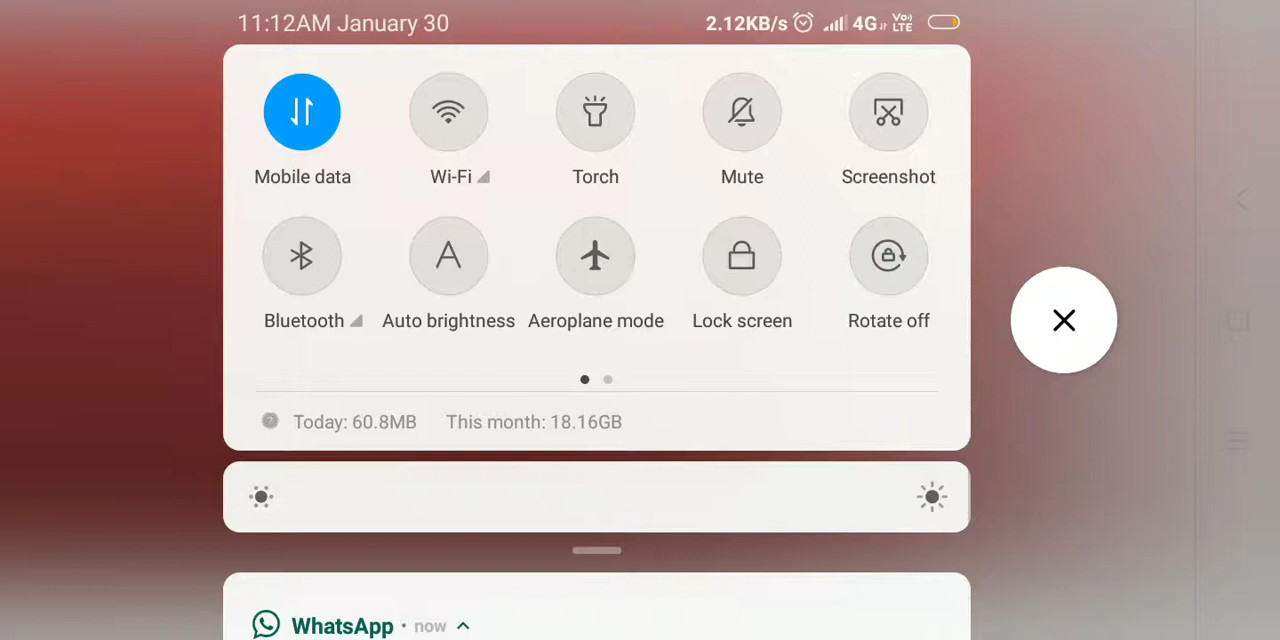 11:12AM January 30 2.12KB/s 4G Vo)) LTE
Mobile data Wi-Fi Torch Mute Screenshot
A
Bluetooth Auto brightness Aeroplane mode Lock screen Rotate off
Today: 60.8MB This month: 18.16GB
WhatsApp · now